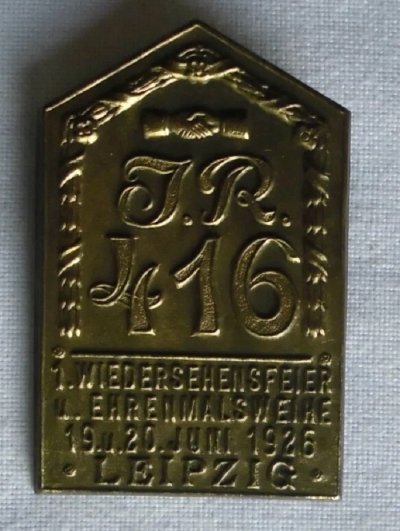 J.R.
416
1. WIEDERSEHENSFEIER
u. EHRENMALSWEIHE
19.u.20. JUNI 1926
LEIPZIG